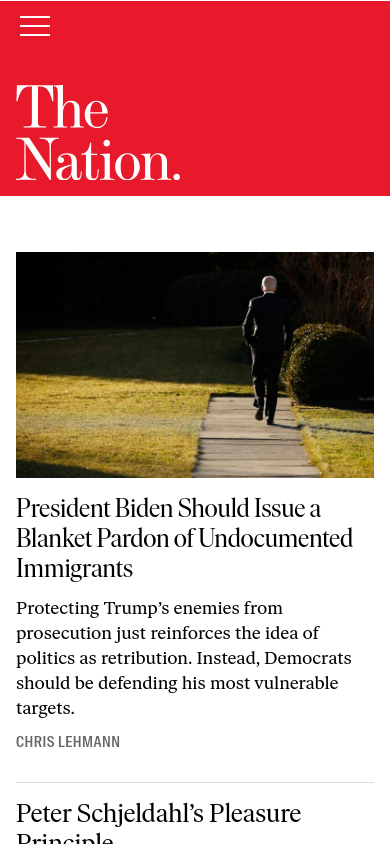 The
Nation.
President Biden Should Issue a
Blanket Pardon of Undocumented
Immigrants
Protecting Trump’s enemies from
prosecution just reinforces the idea of
politics as retribution. Instead, Democrats
should be defending his most vulnerable
targets.
CHRIS LEHMANN
Peter Schjeldahl’s Pleasure
Principle